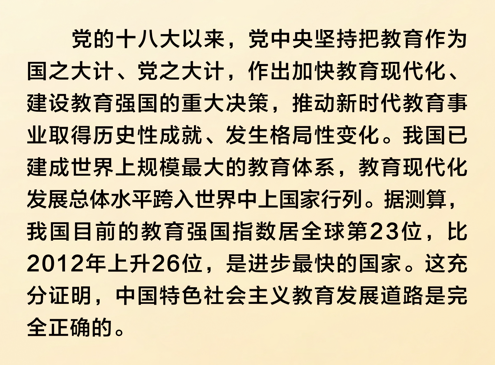 党的十八大以来，党中央坚持把教育作为
国之大计、党之大计，作出加快教育现代化、
建设教育强国的重大决策，推动新时代教育事
业取得历史性成就、发生格局性变化。我国已
建成世界上规模最大的教育体系，教育现代化
发展总体水平跨入世界中上国家行列。据测算，
我国目前的教育强国指数居全球第23位，比
2012年上升26位，是进步最快的国家。这充
分证明，中国特色社会主义教育发展道路是完
全正确的。